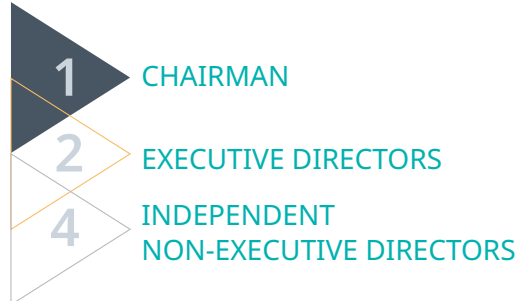 1 CHAIRMAN
2 EXECUTIVE DIRECTORS
4 INDEPENDENT
NON-EXECUTIVE DIRECTORS